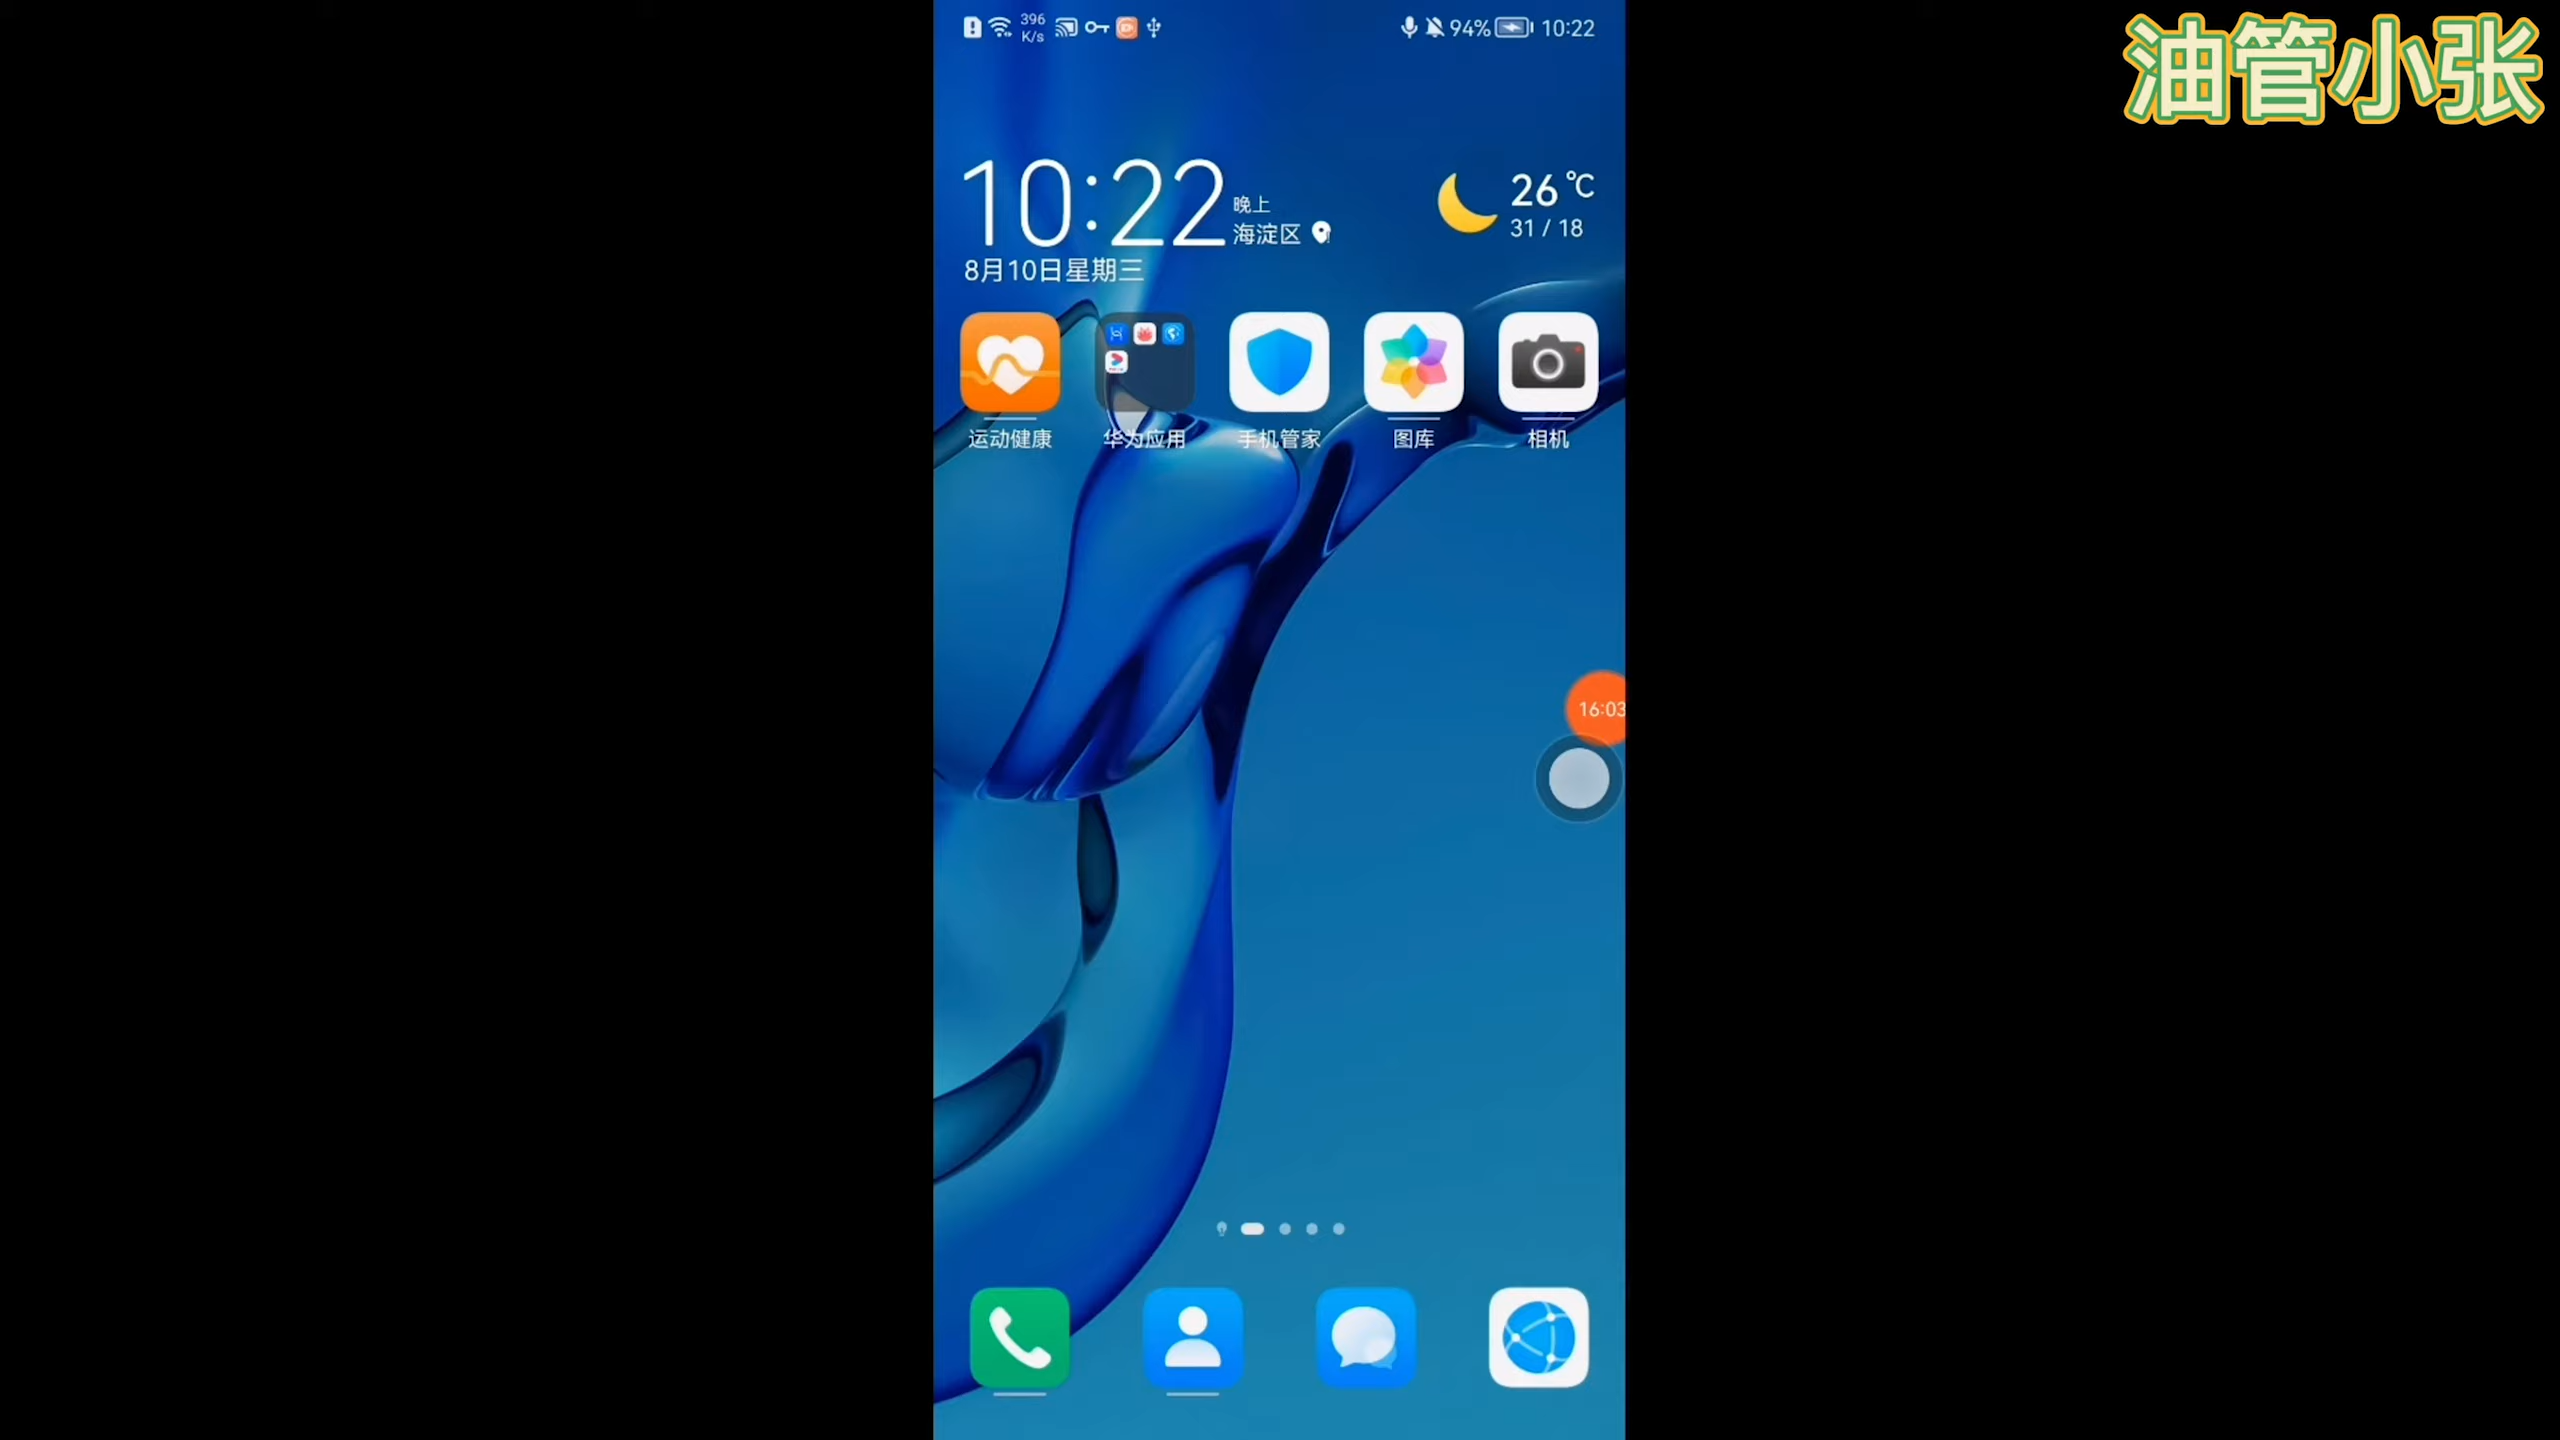 396
K/s
94%
10:22
油管小张
10:22
晚上
海淀区
8月10日星期三
26℃
31 / 18
运动健康
华为应用
手机管家
图库
相机
16:03